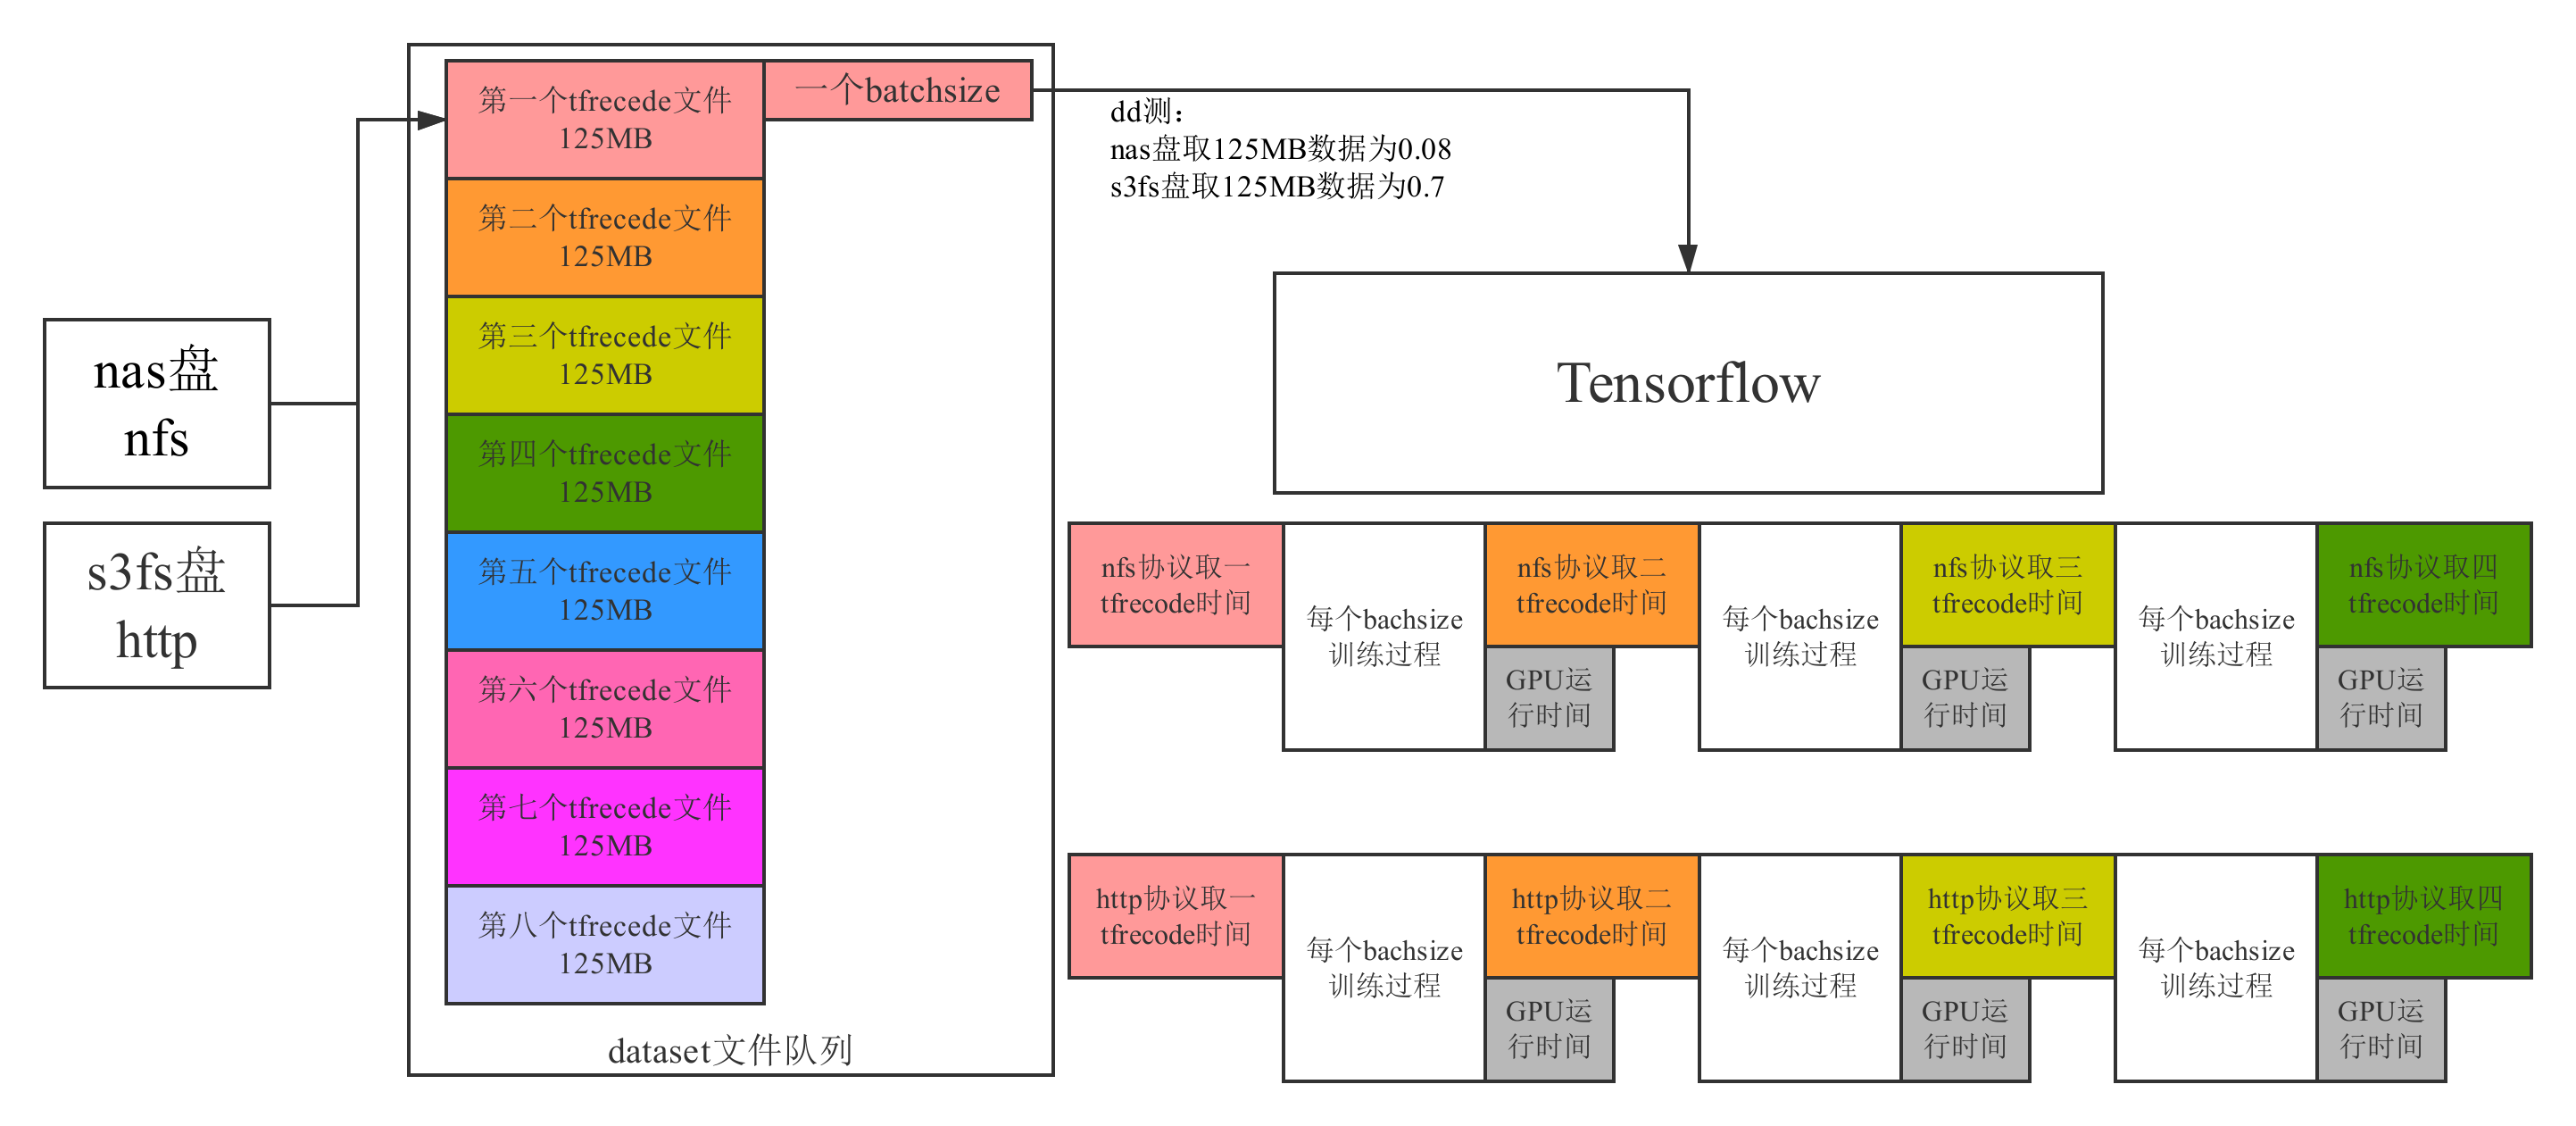 nas盘
nfs
s3fs盘
http
第一个tfrecede文件
125MB
一个batchsize
第二个tfrecede文件
125MB
第三个tfrecede文件
125MB
第四个tfrecede文件
125MB
第五个tfrecede文件
125MB
第六个tfrecede文件
125MB
第七个tfrecede文件
125MB
第八个tfrecede文件
125MB
dataset文件队列
dd测：
nas盘取125MB数据为0.08
s3fs盘取125MB数据为0.7
Tensorflow
nfs协议取一
tfrecode时间
每个bachsize
训练过程
nfs协议取二
tfrecode时间
GPU运
行时间
每个bachsize
训练过程
nfs协议取三
tfrecode时间
GPU运
行时间
每个bachsize
训练过程
nfs协议取四
tfrecode时间
GPU运
行时间
http协议取一
tfrecode时间
每个bachsize
训练过程
http协议取二
tfrecode时间
GPU运
行时间
每个bachsize
训练过程
http协议取三
tfrecode时间
GPU运
行时间
每个bachsize
训练过程
http协议取四
tfrecode时间
GPU运
行时间